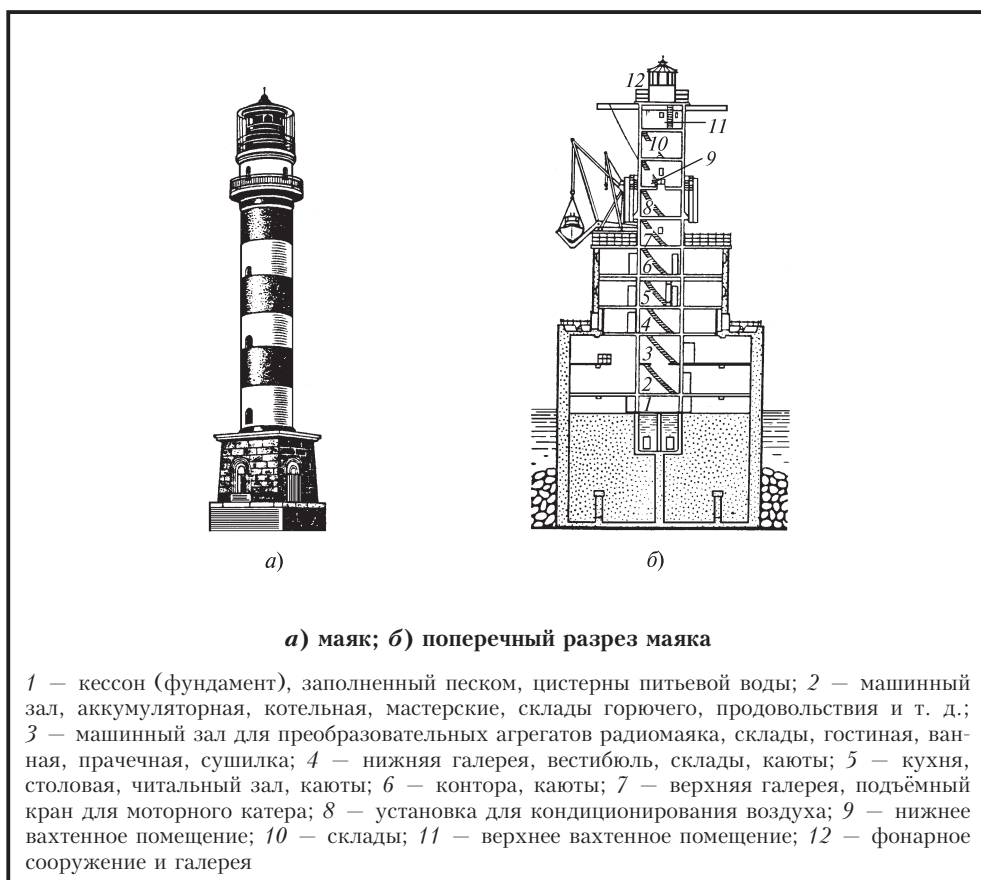 12
11
10
9
8
7
6
5
4
3
2
1
а)
б)
а) маяк; б) поперечный разрез маяка
1 — кессон (фундамент), заполненный песком, цистерны питьевой воды; 2 — машинный
зал, аккумуляторная, котельная, мастерские, склады горючего, продовольствия и т. д.;
3 — машинный зал для преобразовательных агрегатов радиомаяка, склады, гостиная, ван-
ная, прачечная, сушилка; 4 — нижняя галерея, вестибюль, склады, каюты; 5 — кухня,
столовая, читальный зал, каюты; 6 — контора, каюты; 7 — верхняя галерея, подъёмный
кран для моторного катера; 8 — установка для кондиционирования воздуха; 9 — нижнее
вахтенное помещение; 10 — склады; 11 — верхнее вахтенное помещение; 12 — фонарное
сооружение и галерея